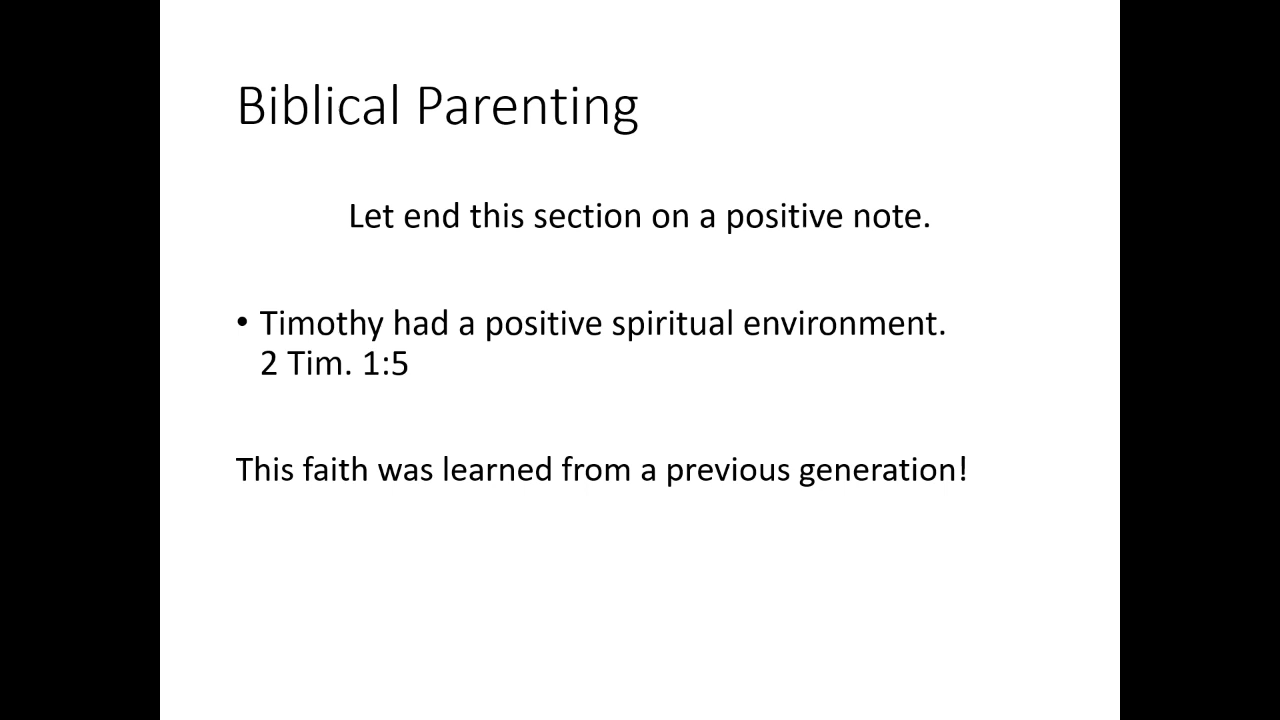 Biblical Parenting
Let end this section on a positive note.
• Timothy had a positive spiritual environment.
2 Tim. 1:5
This faith was learned from a previous generation!